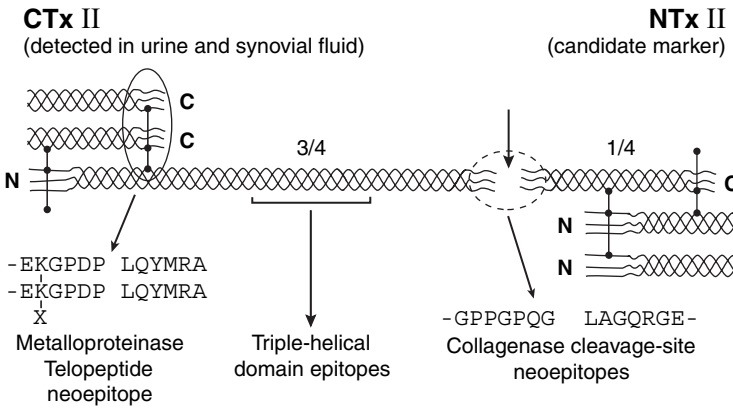 CTx II
(detected in urine and synovial fluid)
NTx II
(candidate marker)
C
C
N
3/4
1/4
C
N
N
-EKGPDP LQYMRA
-EKGPDP LQYMRA
X
Metalloproteinase
Telopeptide
neoepitope
Triple-helical
domain epitopes
-GPPGPQG LAGQRGE-
Collagenase cleavage-site
neoepitopes